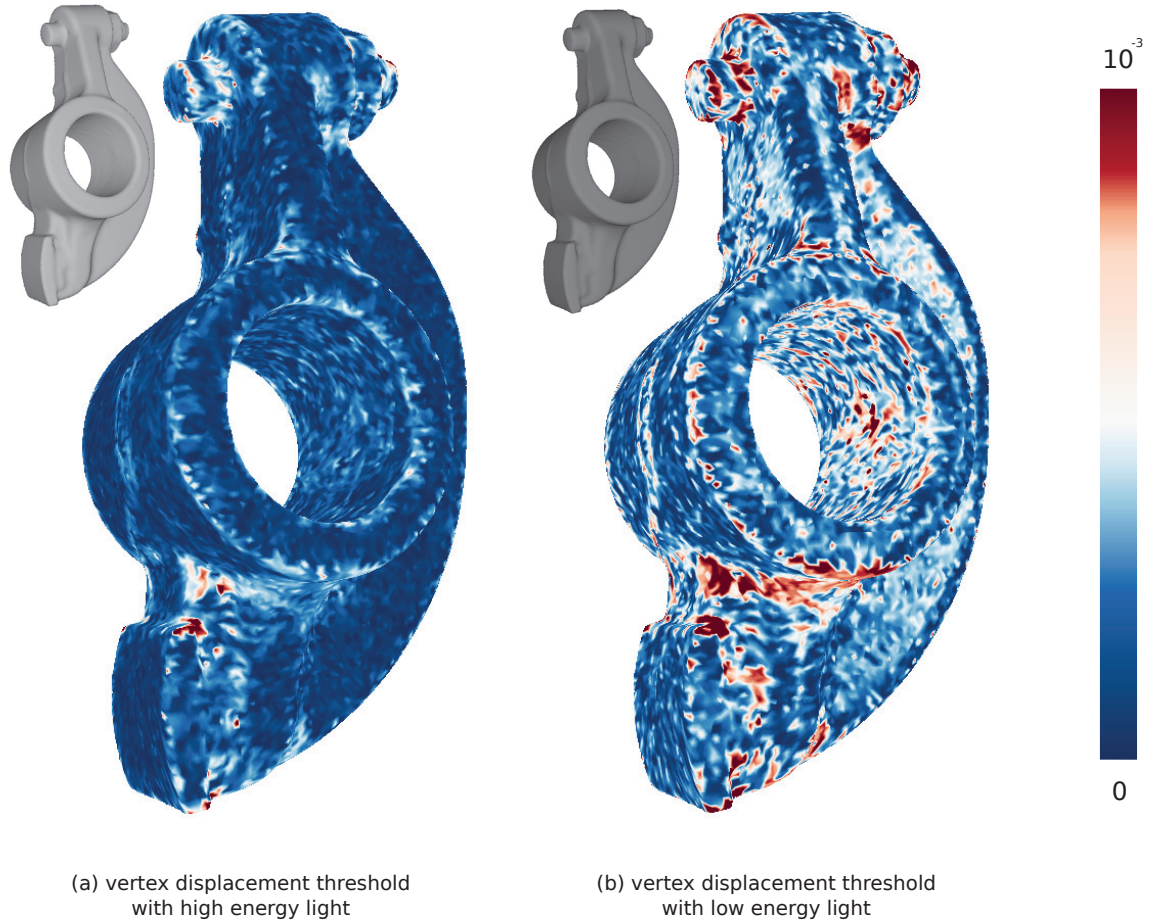 10-3
0
(a) vertex displacement threshold
with high energy light
(b) vertex displacement threshold
with low energy light